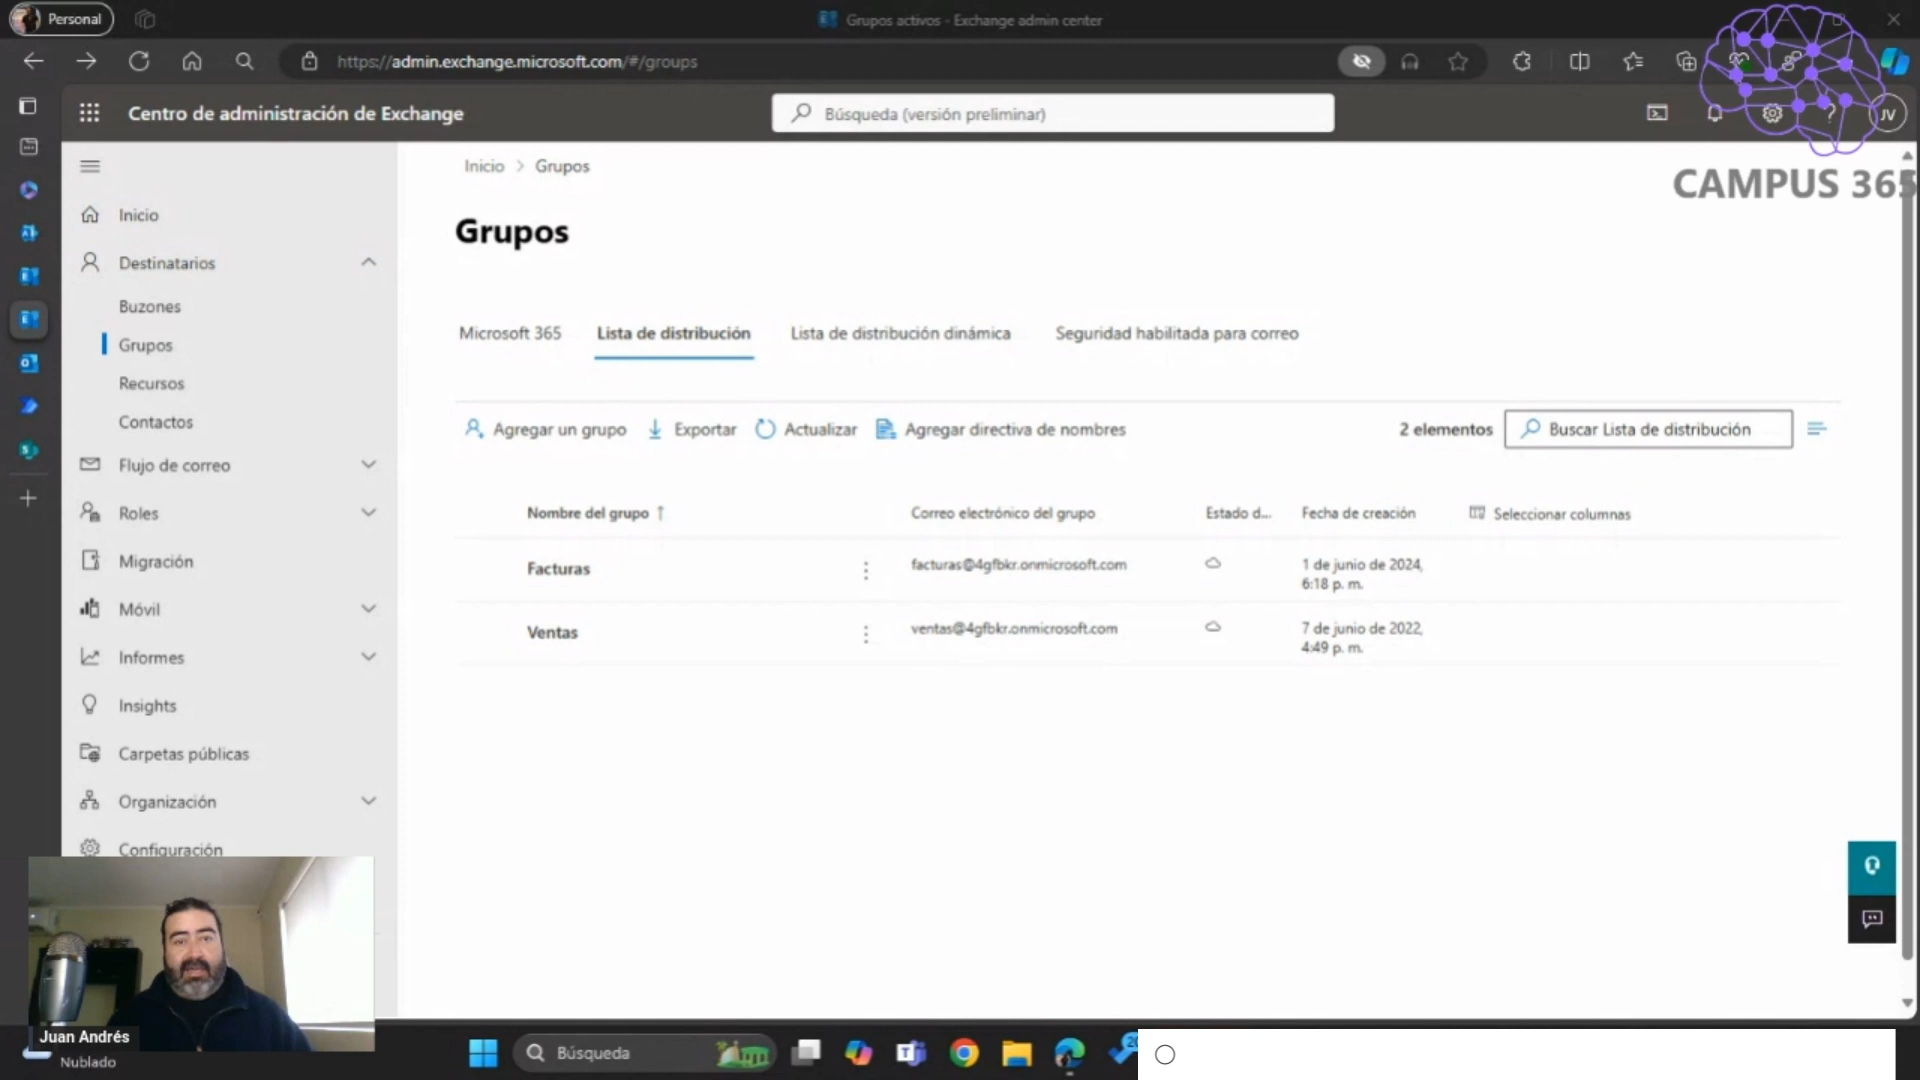 Personal
Grupos activos - Exchange admin center
https://admin.exchange.microsoft.com/#/groups
Centro de administración de Exchange
Búsqueda (versión preliminar)
JV
CAMPUS 365
Inicio > Grupos
Inicio
Destinatarios
Buzones
Grupos
Recursos
Contactos
Flujo de correo
Roles
Migración
Móvil
Informes
Insights
Carpetas públicas
Organización
Configuración
Grupos
Microsoft 365 Lista de distribución Lista de distribución dinámica Seguridad habilitada para correo
Agregar un grupo Exportar Actualizar Agregar directiva de nombres 2 elementos Buscar Lista de distribución
Nombre del grupo ↑ Correo electrónico del grupo Estado d... Fecha de creación Seleccionar columnas
Facturas facturas@4gfbkr.onmicrosoft.com 1 de junio de 2024,
6:18 p. m.
Ventas ventas@4gfbkr.onmicrosoft.com 7 de junio de 2022,
4:49 p. m.
Juan Andrés
Nublado
Búsqueda